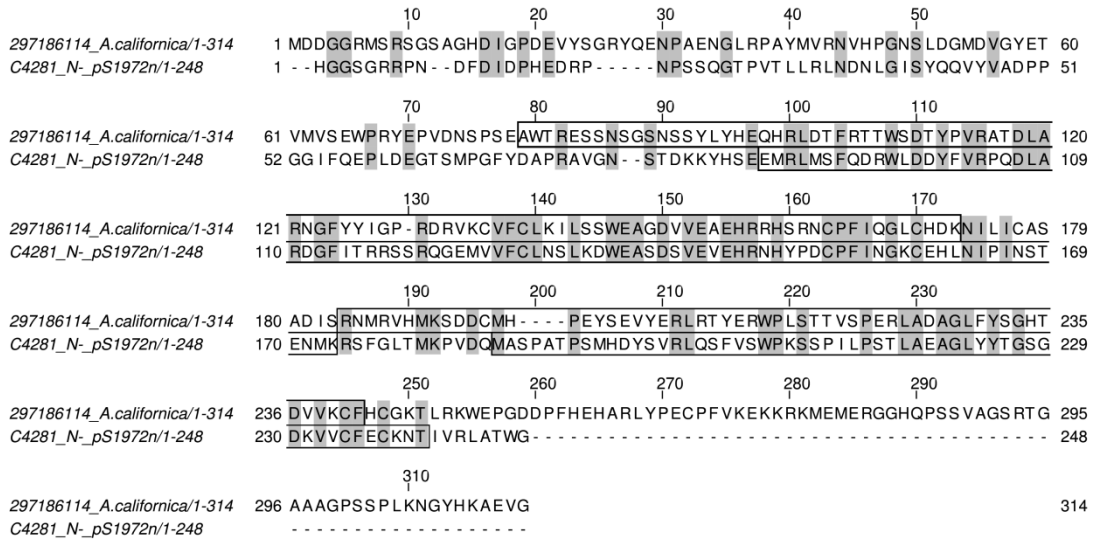 10 20 30 40 50
297186114_A.californica/1-314 1 MDDGGRMSRSGSAGHDIGPDEVYSGRYQENPAENGLRPAYMVRNVHPGNSLDGMDVGYET 60
C4281_N-_pS1972n/1-248 1 --HGGSGRRPN--DFDIDPHEDRP-----NPSSQGTPVTLLRLNDNLGISYQQVYVADPP 51
70 80 90 100 110
297186114_A.californica/1-314 61 VMVSEWPRYEPVDNSPSEAWTRESSNSGSNSSYLYHEQHRLDTFRTTWSDTYPVRATDLA 120
C4281_N-_pS1972n/1-248 52 GGIFQEPLDEGTSMPGFYDAPRAVGN--STDKKYHSEEMRLMSFQDRWLDDYFVRPQDLA 109
130 140 150 160 170
297186114_A.californica/1-314 121 RNGFYYIGP-RDRVKCVFCLKILSSWEAGDVVEAEHRRHSRNCPFIQGLCHDKNILICAS 179
C4281_N-_pS1972n/1-248 110 RDGFITRRSSRQGEMVVFCLNSLKDWEASDSVEVEHRNHYPDCPFINGKCEHLNIPINST 169
190 200 210 220 230
297186114_A.californica/1-314 180 ADISRNMRVHMKSDDCMH----PEYSEVYERLRTYERWPLSTTVSPERLADAGLFYSGHT 235
C4281_N-_pS1972n/1-248 170 ENMKRSFGLTMKPVDQMASPATPSMHDYSVRLQSFVSWPKSSPILPSTLAEAGLYYTGSG 229
250 260 270 280 290
297186114_A.californica/1-314 236 DVVKCFHCGKTLRKWEPGDDPFHEHARLYPECPFVKEKKRKMEMERGGHQPSSVAGSRTG 295
C4281_N-_pS1972n/1-248 230 DKVVCFECKNTIVRLATWG----------------------------------------- 248
310
297186114_A.californica/1-314 296 AAAGPSSPLKNGYHKAEVG 314
C4281_N-_pS1972n/1-248 -------------------